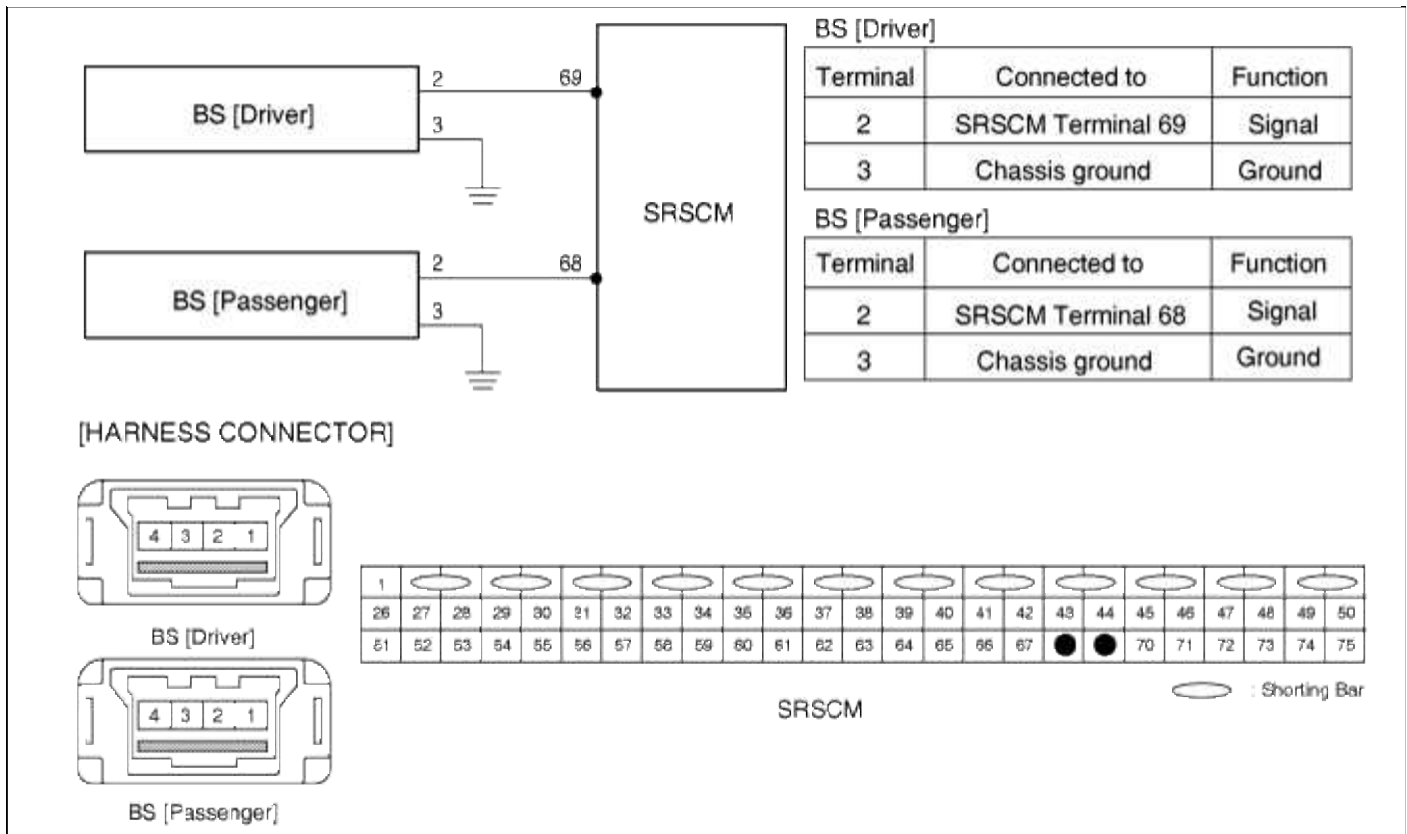 BS [Driver]
2
69
3
BS [Passenger]
2
68
3
SRSCM
BS [Driver]
Terminal Connected to Function
2 SRSCM Terminal 69 Signal
3 Chassis ground Ground
BS [Passenger]
Terminal Connected to Function
2 SRSCM Terminal 68 Signal
3 Chassis ground Ground
[HARNESS CONNECTOR]
4 3 2 1
BS [Driver]
4 3 2 1
BS [Passenger]
1
26 27 28 29 30 31 32 33 34 35 36 37 38 39 40 41 42 43 44 45 46 47 48 49 50
51 52 53 54 55 56 57 58 59 60 61 62 63 64 65 66 67 70 71 72 73 74 75
SRSCM
: Shorting Bar